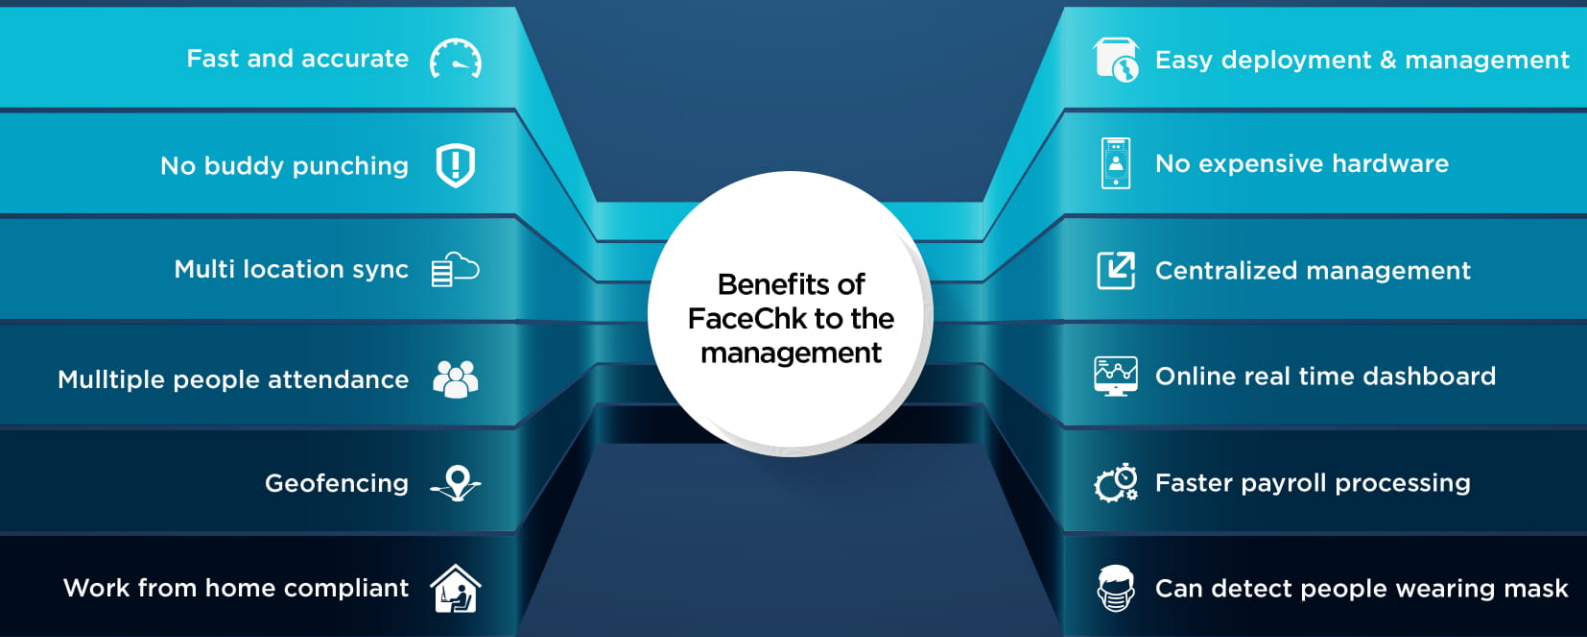 Fast and accurate
No buddy punching
Multi location sync
Mulltiple people attendance
Geofencing
Work from home compliant
Benefits of
FaceChk to the
management
Easy deployment & management
No expensive hardware
Centralized management
Online real time dashboard
Faster payroll processing
Can detect people wearing mask